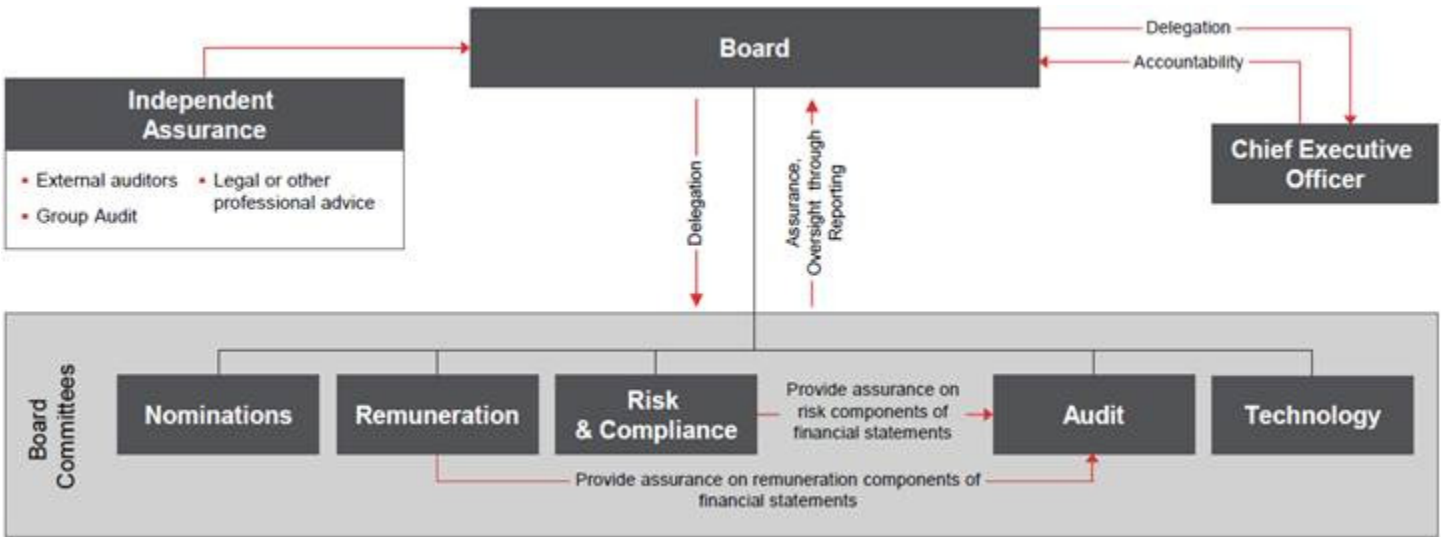 Board
Delegation
Accountability
Independent
Assurance
▪ External auditors
▪ Group Audit
▪ Legal or other
professional advice
Chief Executive
Officer
Delegation
Assurance,
Oversight through
Reporting
Board
Committees
Nominations
Remuneration
Risk
& Compliance
Provide assurance on
risk components of
financial statements
Audit
Technology
Provide assurance on remuneration components of
financial statements